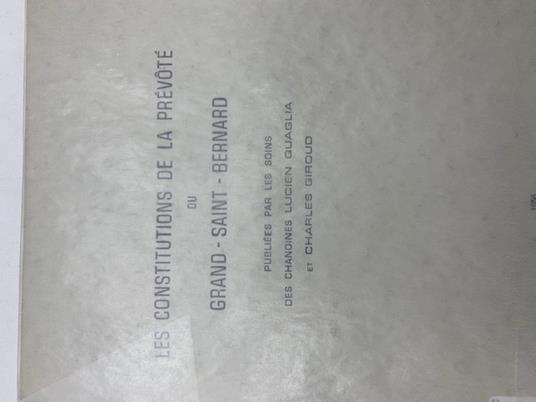 LES CONSTITUTIONS DE LA PRÉVÔTÉ
DU
GRAND - SAINT - BERNARD
PUBLIÉES PAR LES SOINS
DES CHANOINES LUCIEN QUAGLIA
ET CHARLES GIROUD